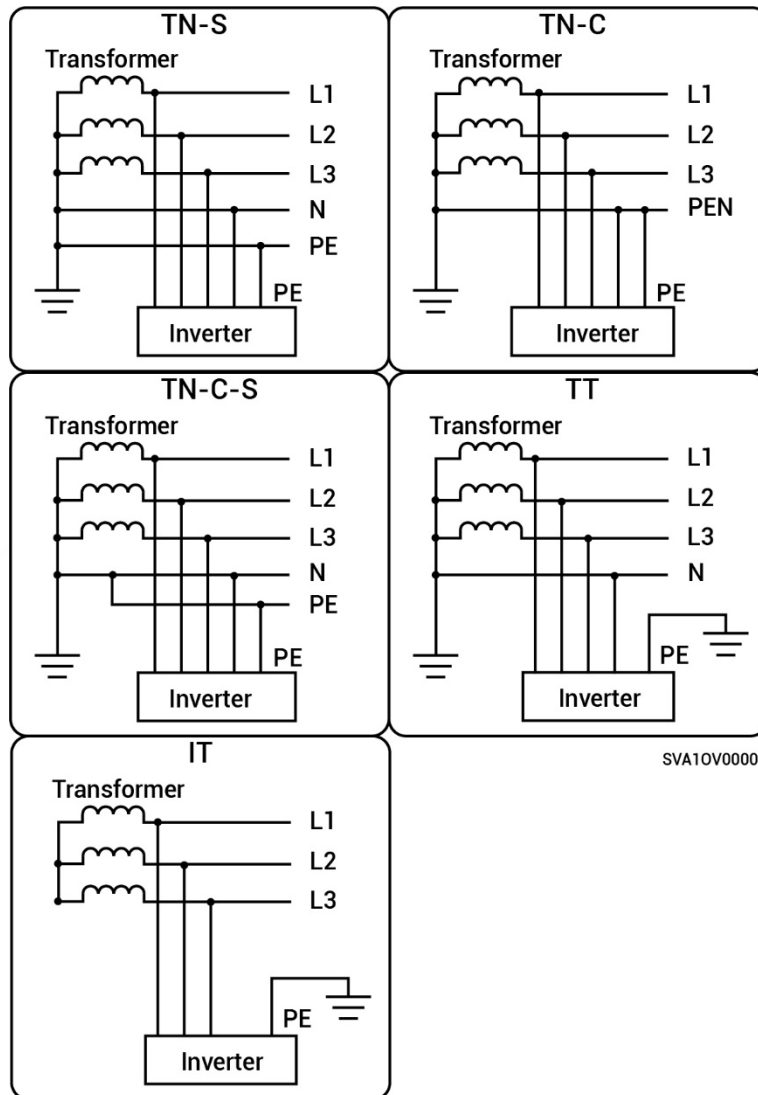 TN-S
Transformer
L1
L2
L3
N
PE
PE
Inverter
TN-C
Transformer
L1
L2
L3
PEN
PE
Inverter
TN-C-S
Transformer
L1
L2
L3
N
PE
PE
Inverter
TT
Transformer
L1
L2
L3
N
PE
Inverter
SVA1OV0000
IT
Transformer
L1
L2
L3
PE
Inverter